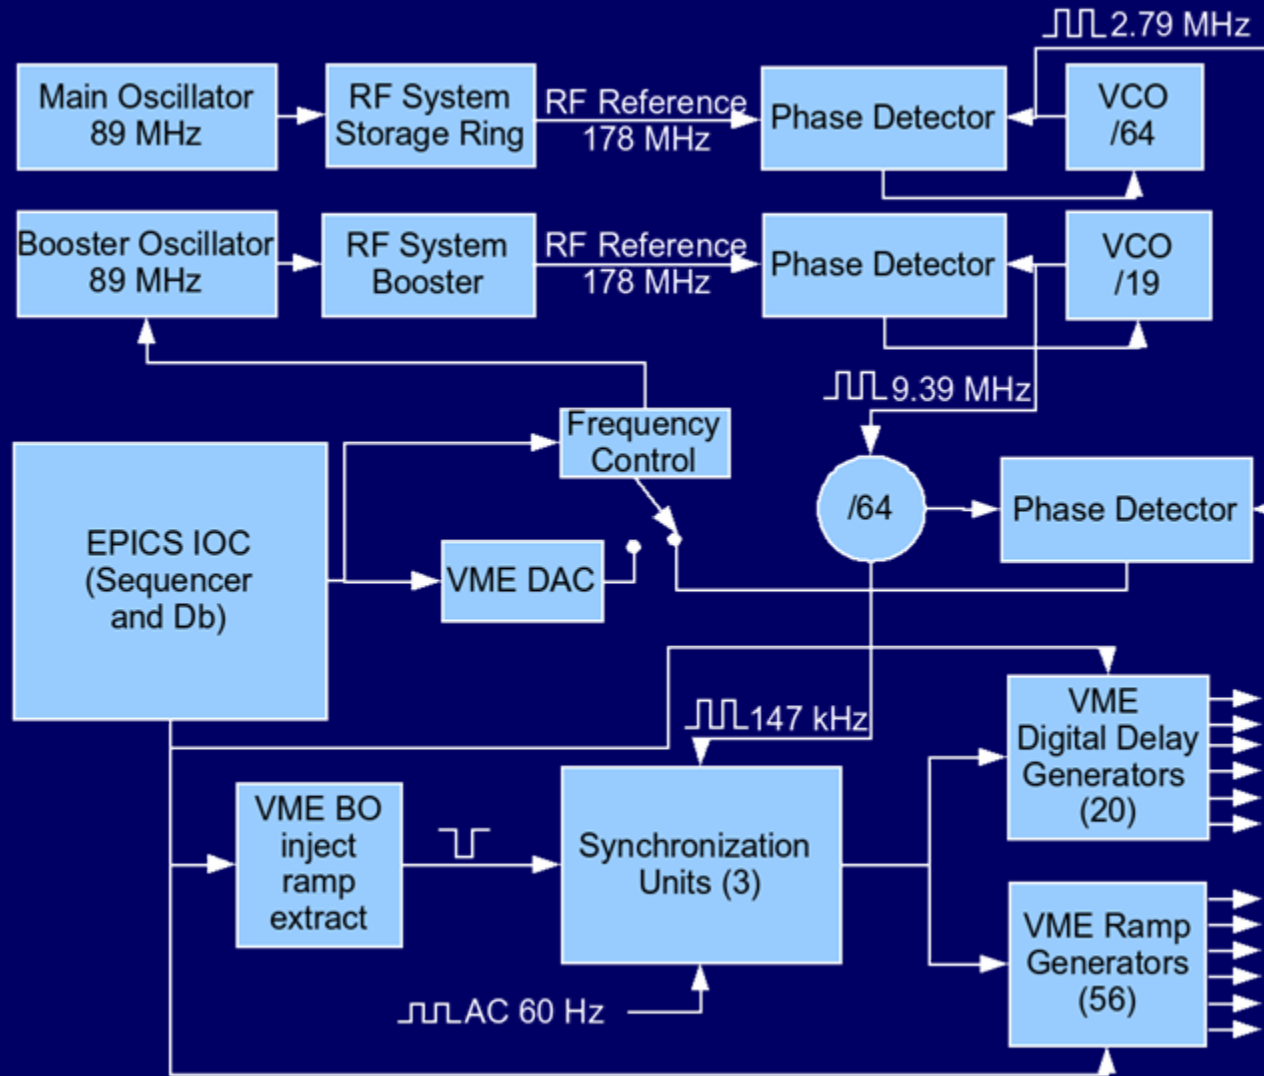 2.79 MHz
Main Oscillator
89 MHz
RF System
Storage Ring
RF Reference
178 MHz
Phase Detector
VCO
/64
Booster Oscillator
89 MHz
RF System
Booster
RF Reference
178 MHz
Phase Detector
VCO
/19
9.39 MHz
Frequency
Control
EPICS IOC
(Sequencer
and Db)
VME DAC
/64
Phase Detector
147 kHz
VME
Digital Delay
Generators
(20)
VME BO
inject
ramp
extract
Synchronization
Units (3)
VME Ramp
Generators
(56)
AC 60 Hz